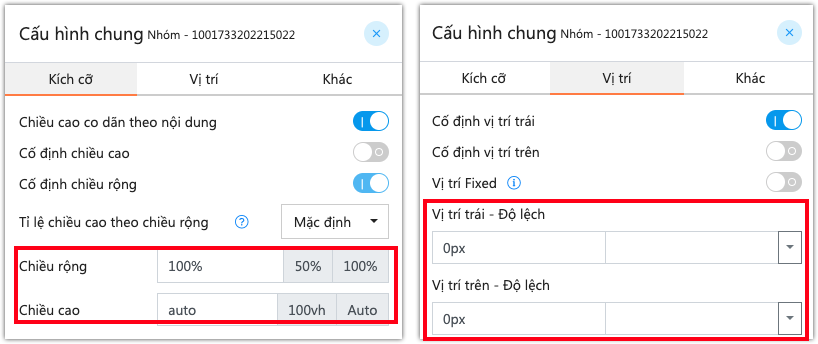 Cấu hình chung Nhóm - 1001733202215022
Kích cỡ Vị trí Khác
Chiều cao co dãn theo nội dung
Cố định chiều cao
Cố định chiều rộng
Tỉ lệ chiều cao theo chiều rộng ? Mặc định
Chiều rộng 100% 50% 100%
Chiều cao auto 100vh Auto
Cấu hình chung Nhóm - 1001733202215022
Kích cỡ Vị trí Khác
Cố định vị trí trái
Cố định vị trí trên
Vị trí Fixed i
Vị trí trái - Độ lệch
0px
Vị trí trên - Độ lệch
0px